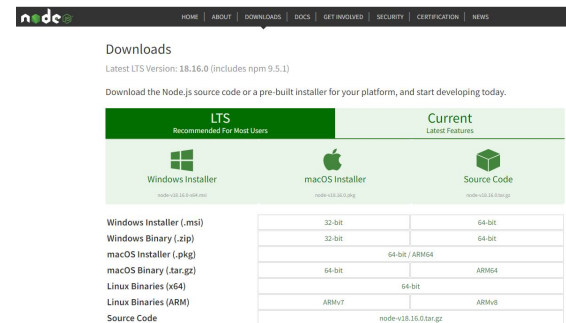 node
HOME | ABOUT | DOWNLOADS | DOCS | GET INVOLVED | SECURITY | CERTIFICATION | NEWS
Downloads
Latest LTS Version: 18.16.0 (includes npm 9.5.1)
Download the Node.js source code or a pre-built installer for your platform, and start developing today.
LTS Current
Recommended For Most Users Latest Features
Windows Installer macOS Installer Source Code
node-v18.16.0-x64.msi node-v18.16.0.pkg node-v18.16.0.tar.gz
Windows Installer (.msi) 32-bit 64-bit
Windows Binary (.zip) 32-bit 64-bit
macOS Installer (.pkg) 64-bit / ARM64
macOS Binary (.tar.gz) 64-bit ARM64
Linux Binaries (x64) 64-bit
Linux Binaries (ARM) ARMv7 ARMv8
Source Code node-v18.16.0.tar.gz